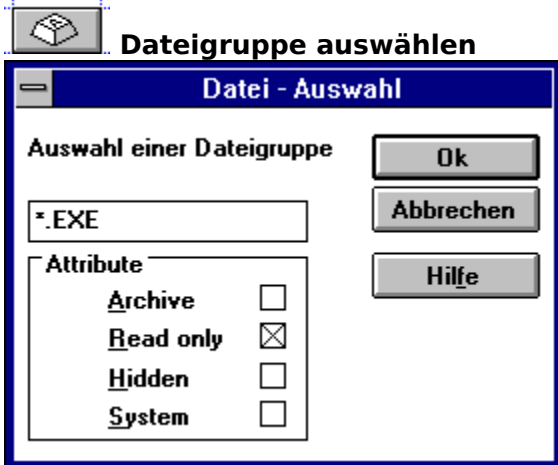 Dateigruppe auswählen
Datei - Auswahl
Auswahl einer Dateigruppe
Ok
*.EXE
Abbrechen
Attribute
Hilfe
Archive
Read only
Hidden
System